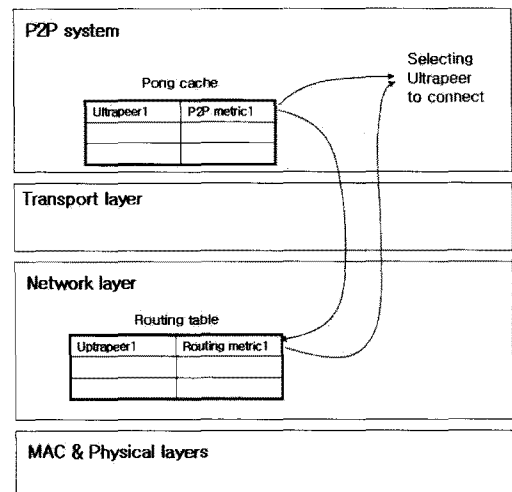 P2P system
Selecting
Ultrapeer
to connect
Pong cache
Ultrapeer1 P2P metric1
Transport layer
Network layer
Routing table
Uptrapeer1 Routing metric1
MAC & Physical layers